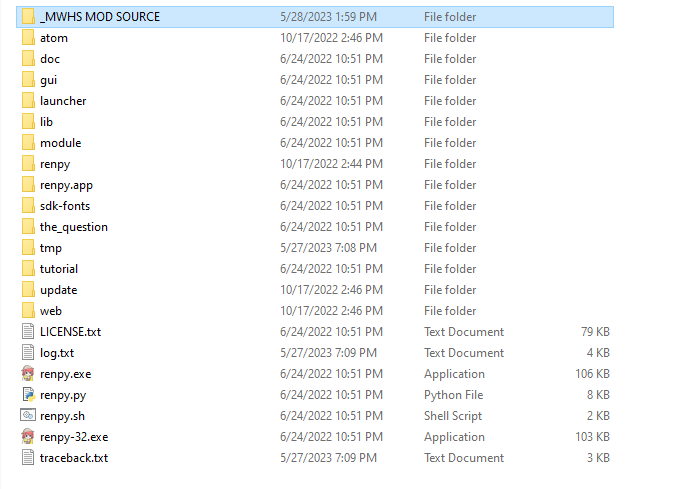 _MWHS MOD SOURCE 5/28/2023 1:59 PM File folder
atom 10/17/2022 2:46 PM File folder
doc 6/24/2022 10:51 PM File folder
gui 6/24/2022 10:51 PM File folder
launcher 6/24/2022 10:51 PM File folder
lib 6/24/2022 10:51 PM File folder
module 6/24/2022 10:51 PM File folder
renpy 10/17/2022 2:44 PM File folder
renpy.app 6/24/2022 10:51 PM File folder
sdk-fonts 6/24/2022 10:51 PM File folder
the_question 6/24/2022 10:51 PM File folder
tmp 5/27/2023 7:08 PM File folder
tutorial 6/24/2022 10:51 PM File folder
update 10/17/2022 2:46 PM File folder
web 10/17/2022 2:46 PM File folder
LICENSE.txt 6/24/2022 10:51 PM Text Document 79 KB
log.txt 5/27/2023 7:09 PM Text Document 4 KB
renpy.exe 6/24/2022 10:51 PM Application 106 KB
renpy.py 6/24/2022 10:51 PM Python File 8 KB
renpy.sh 6/24/2022 10:51 PM Shell Script 2 KB
renpy-32.exe 6/24/2022 10:51 PM Application 103 KB
traceback.txt 5/27/2023 7:09 PM Text Document 3 KB